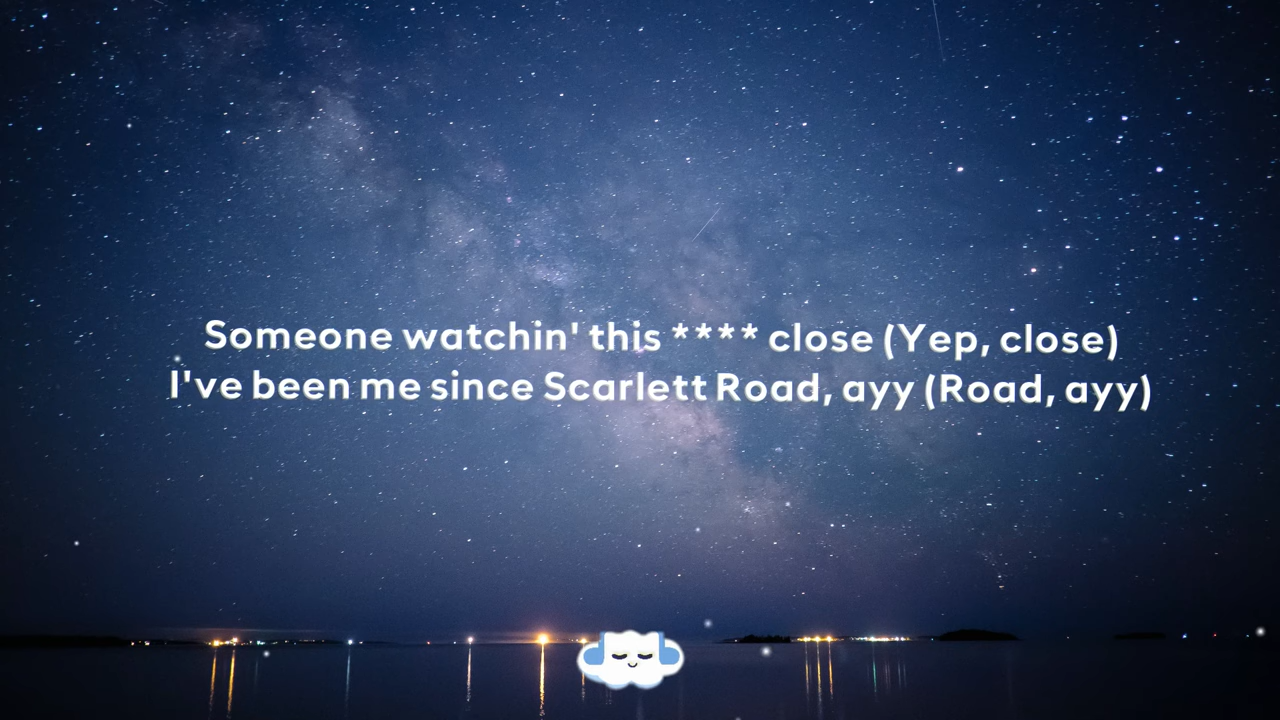 Someone watchin' this **** close (Yep, close)
I've been me since Scarlett Road, ayy (Road, ayy)